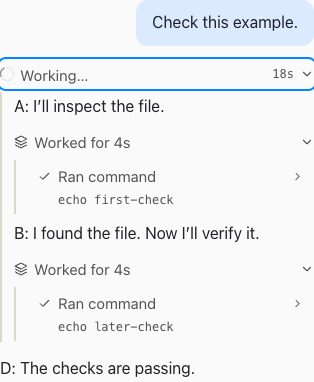 Check this example.
Working...
18s
A: I’ll inspect the file.
Worked for 4s
Ran command
echo first-check
B: I found the file. Now I’ll verify it.
Worked for 4s
Ran command
echo later-check
D: The checks are passing.